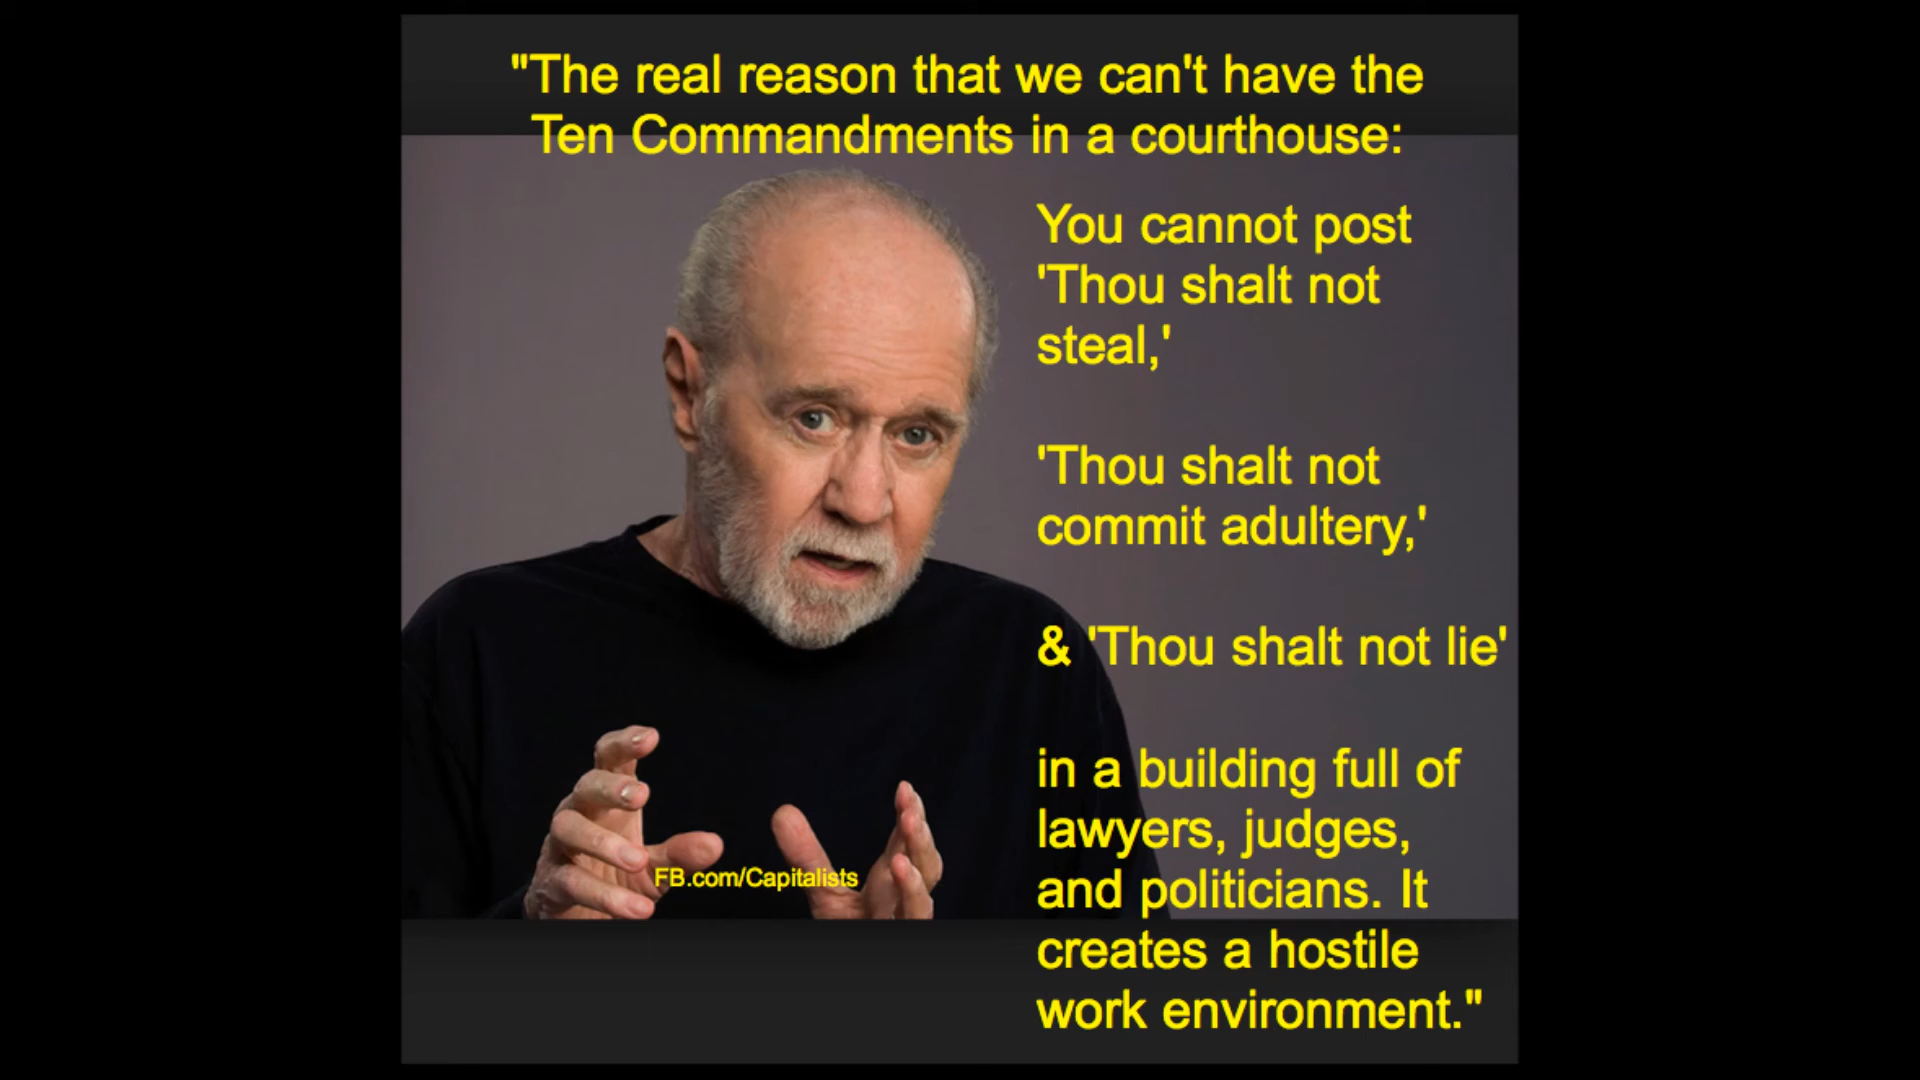 "The real reason that we can't have the
Ten Commandments in a courthouse:
You cannot post
'Thou shalt not
steal,'
'Thou shalt not
commit adultery,'
& 'Thou shalt not lie'
in a building full of
lawyers, judges,
and politicians. It
creates a hostile
work environment."
FB.com/Capitalists